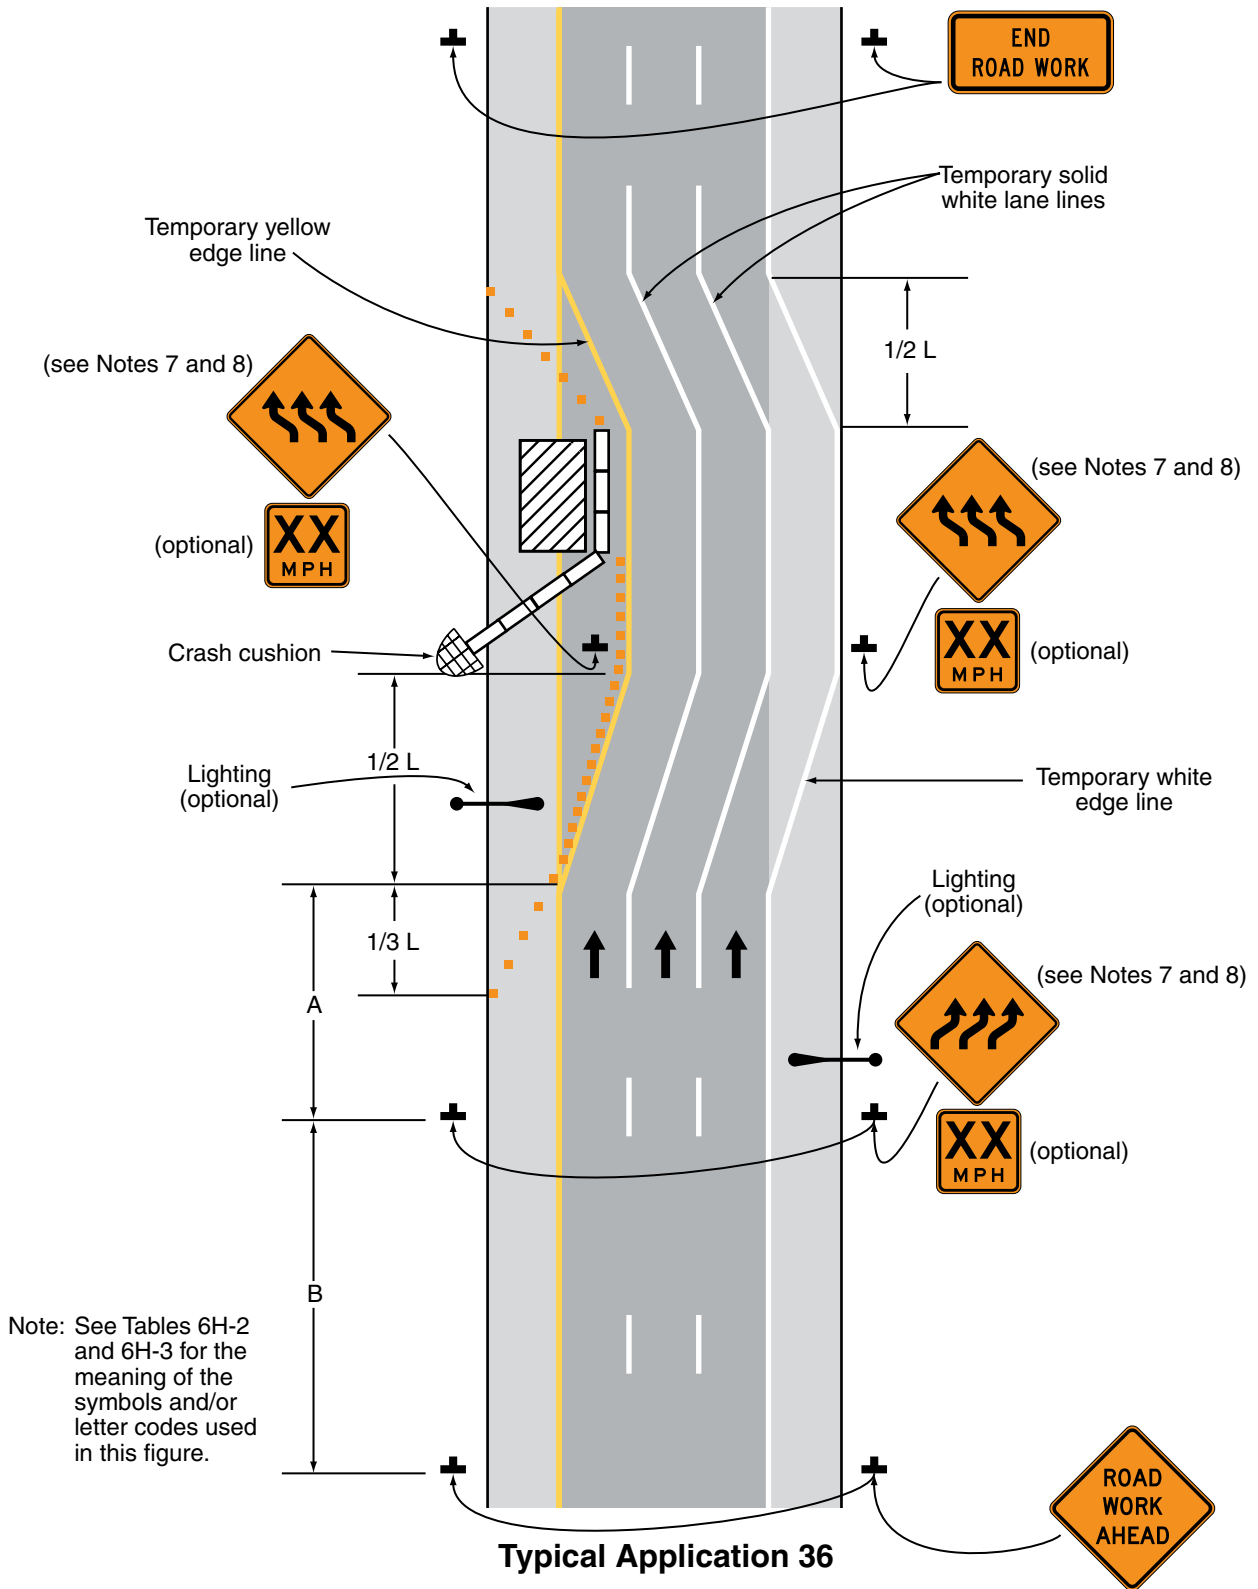 END
ROAD WORK
Temporary solid
white lane lines
Temporary yellow
edge line
(see Notes 7 and 8)
1/2 L
(see Notes 7 and 8)
XX
MPH
(optional)
XX
MPH
(optional)
Crash cushion
1/2 L
Lighting
(optional)
Temporary white
edge line
Lighting
(optional)
1/3 L
(see Notes 7 and 8)
A
XX
MPH
(optional)
B
Note: See Tables 6H-2
and 6H-3 for the
meaning of the
symbols and/or
letter codes used
in this figure.
ROAD
WORK
AHEAD
Typical Application 36